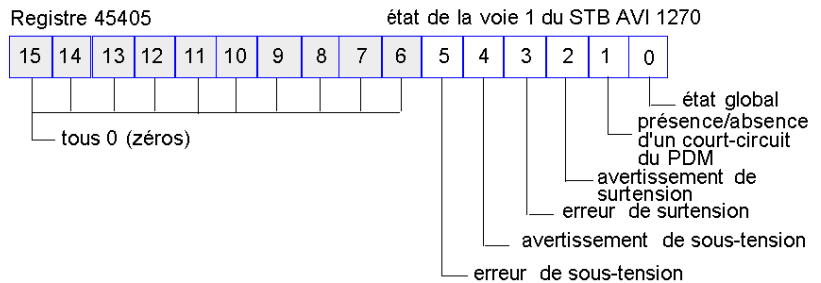 Registre 45405
état de la voie 1 du STB AVI 1270
15 14 13 12 11 10 9 8 7 6 5 4 3 2 1 0
état global
tous 0 (zéros)
présence/absence
d'un court-circuit
du PDM
avertissement de
surtension
erreur de surtension
avertissement de sous-tension
erreur de sous-tension